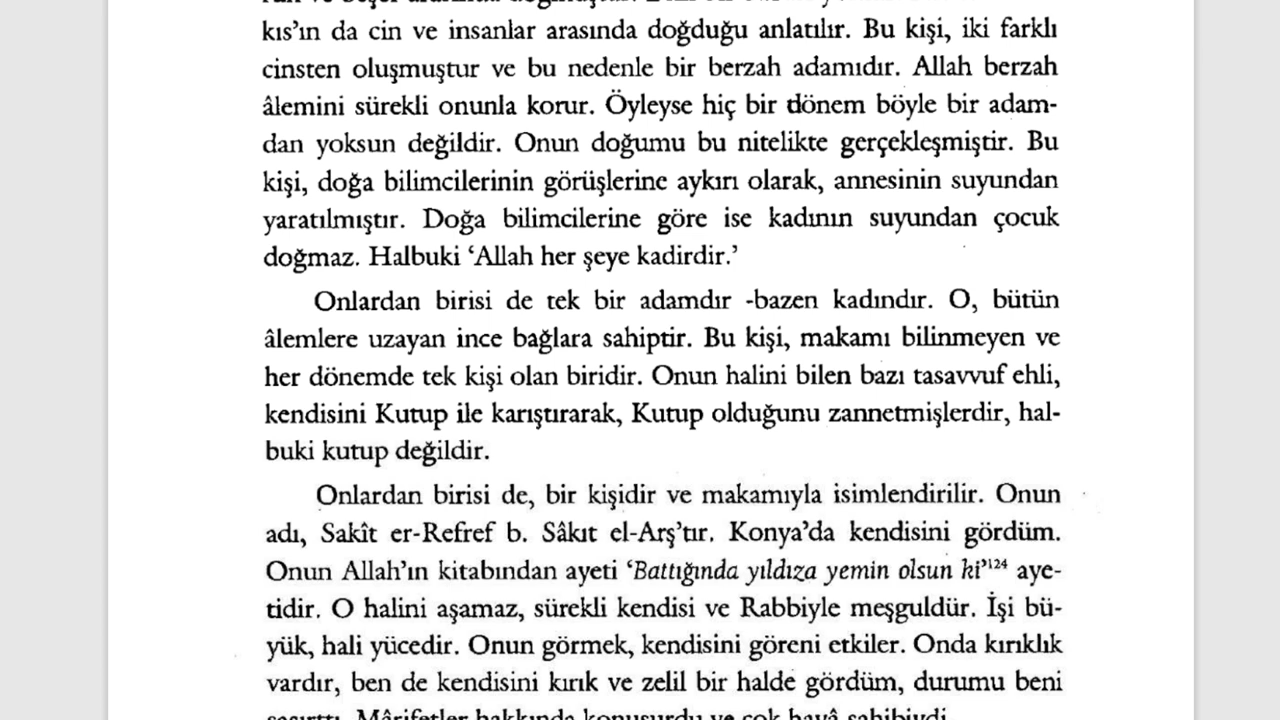 kıs’ın da cin ve insanlar arasında doğduğu anlatılır. Bu kişi, iki farklı
cinsten oluşmuştur ve bu nedenle bir berzah adamıdır. Allah berzah
âlemini sürekli onunla korur. Öyleyse hiç bir dönem böyle bir adam-
dan yoksun değildir. Onun doğumu bu nitelikte gerçekleşmiştir. Bu
kişi, doğa bilimcilerinin görüşlerine aykırı olarak, annesinin suyundan
yaratılmıştır. Doğa bilimcilerine göre ise kadının suyundan çocuk
doğmaz. Halbuki ‘Allah her şeye kadirdir.’
Onlardan birisi de tek bir adamdır -bazen kadındır. O, bütün
âlemlere uzayan ince bağlara sahiptir. Bu kişi, makamı bilinmeyen ve
her dönemde tek kişi olan biridir. Onun halini bilen bazı tasavvuf ehli,
kendisini Kutup ile karıştırarak, Kutup olduğunu zannetmişlerdir, hal-
buki kutup değildir.
Onlardan birisi de, bir kişidir ve makamıyla isimlendirilir. Onun
adı, Sakît er-Refref b. Sâkıt el-Arş’tır. Konya’da kendisini gördüm.
Onun Allah’ın kitabından ayeti ‘Battığında yıldıza yemin olsun ki’¹²⁴ aye-
tidir. O halini aşamaz, sürekli kendisi ve Rabbiyle meşguldür. İşi bü-
yük, hali yücedir. Onun görmek, kendisini göreni etkiler. Onda kırıklık
vardır, ben de kendisini kırık ve zelil bir halde gördüm, durumu beni
şaşırttı. Mârifetler hakkında konuşurdu ve çok hayâ sahibiydi.